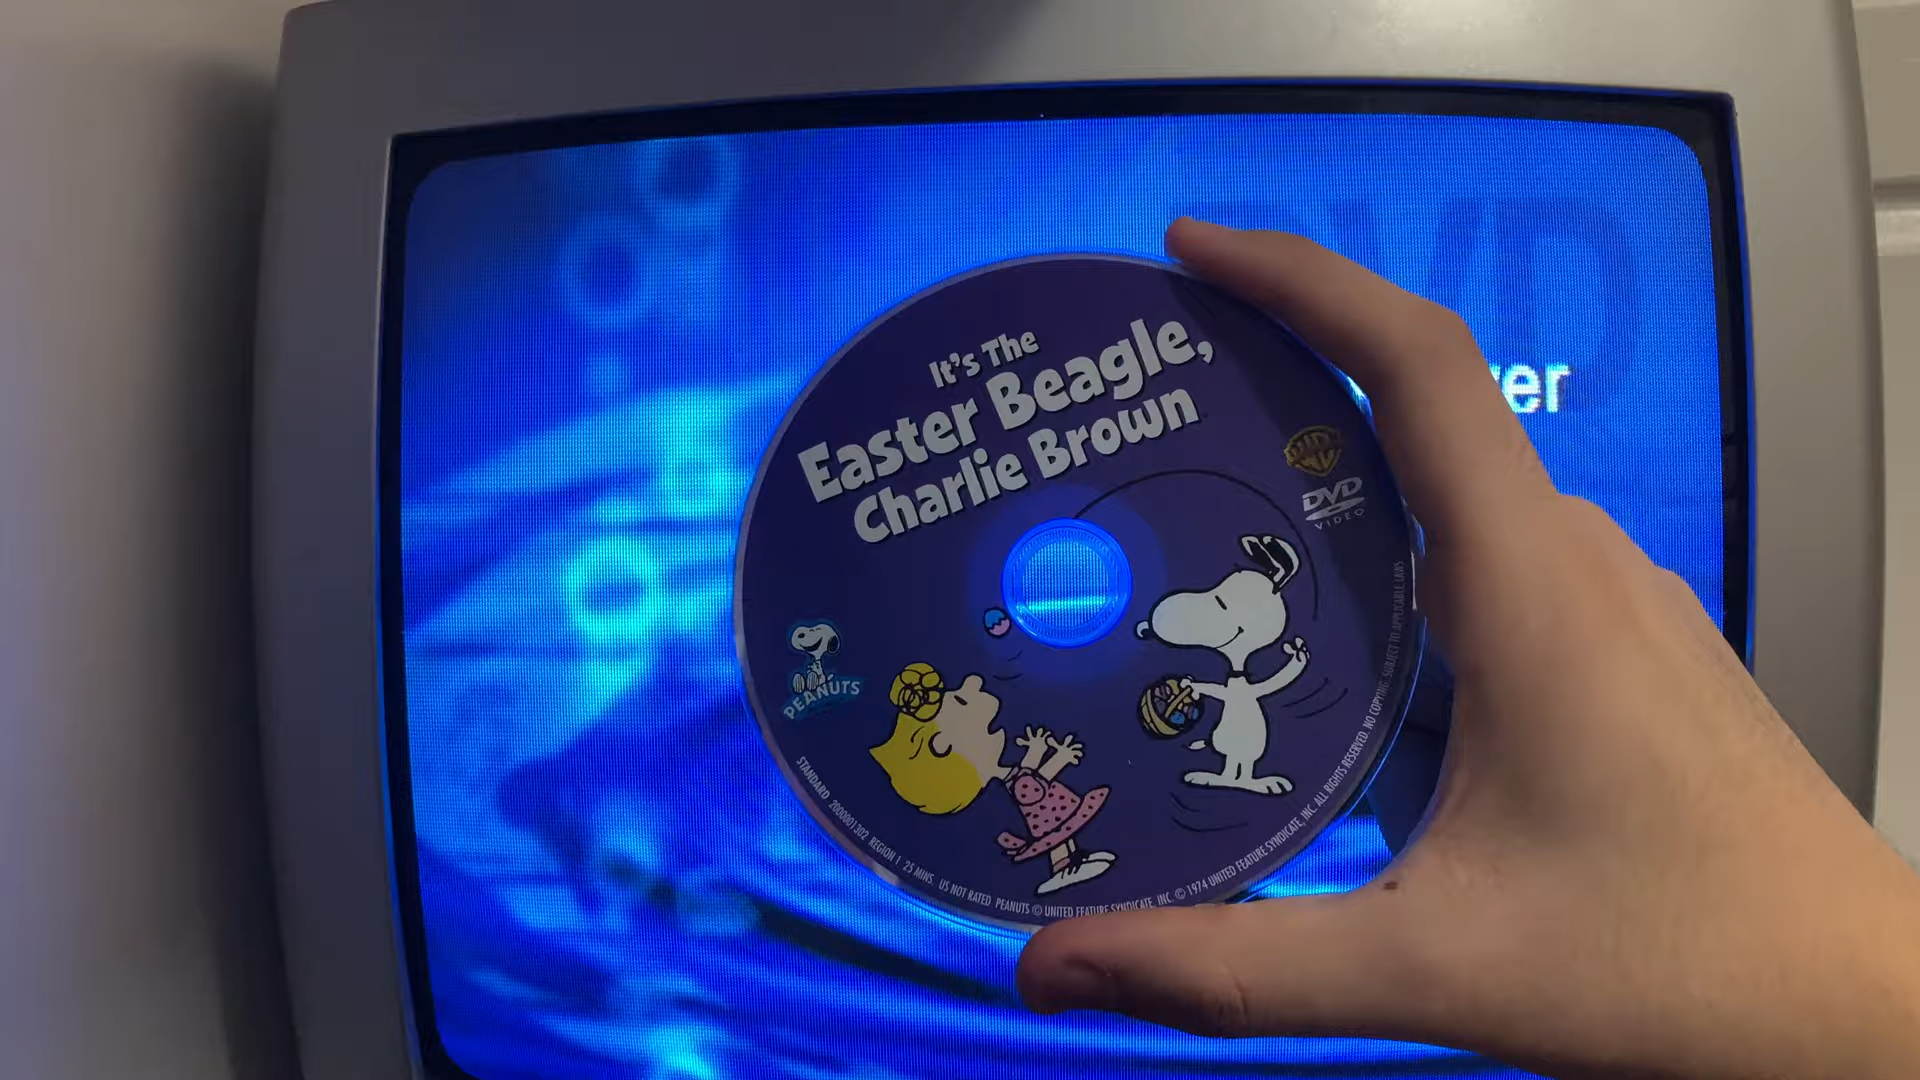 It's The
Easter Beagle,
Charlie Brown
DVD
VIDEO
PEANUTS
STANDARD 2000001302 REGION 1 25 MINS. US NOT RATED PEANUTS © UNITED FEATURE SYNDICATE, INC. © 1974 UNITED FEATURE SYNDICATE, INC. ALL RIGHTS RESERVED. NO COPYING. SUBJECT TO APPLICABLE LAWS